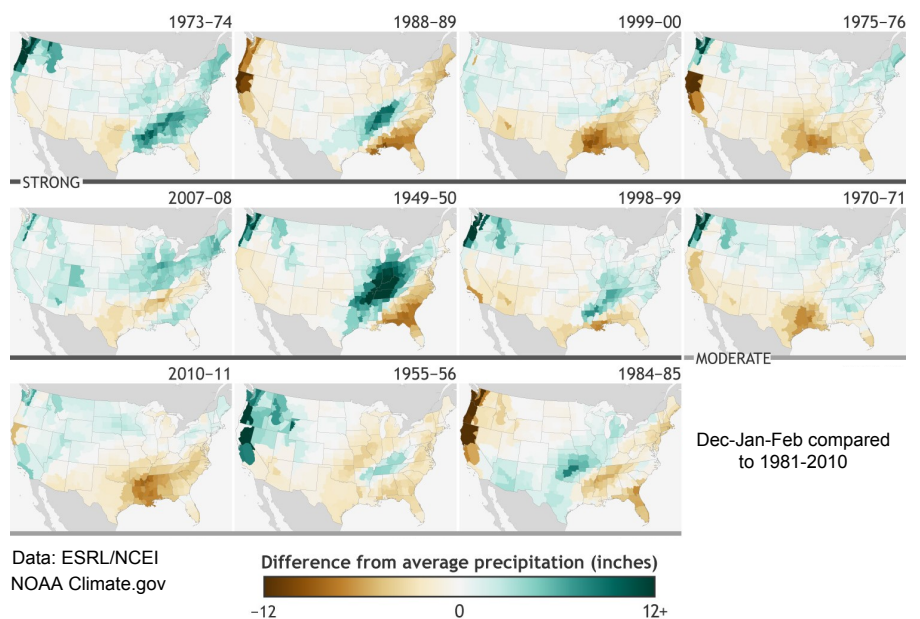 1973–74
1988–89
1999–00
1975–76
STRONG
2007–08
1949–50
1998–99
1970–71
MODERATE
2010–11
1955–56
1984–85
Dec-Jan-Feb compared
to 1981-2010
Data: ESRL/NCEI
NOAA Climate.gov
Difference from average precipitation (inches)
−12 0 12+